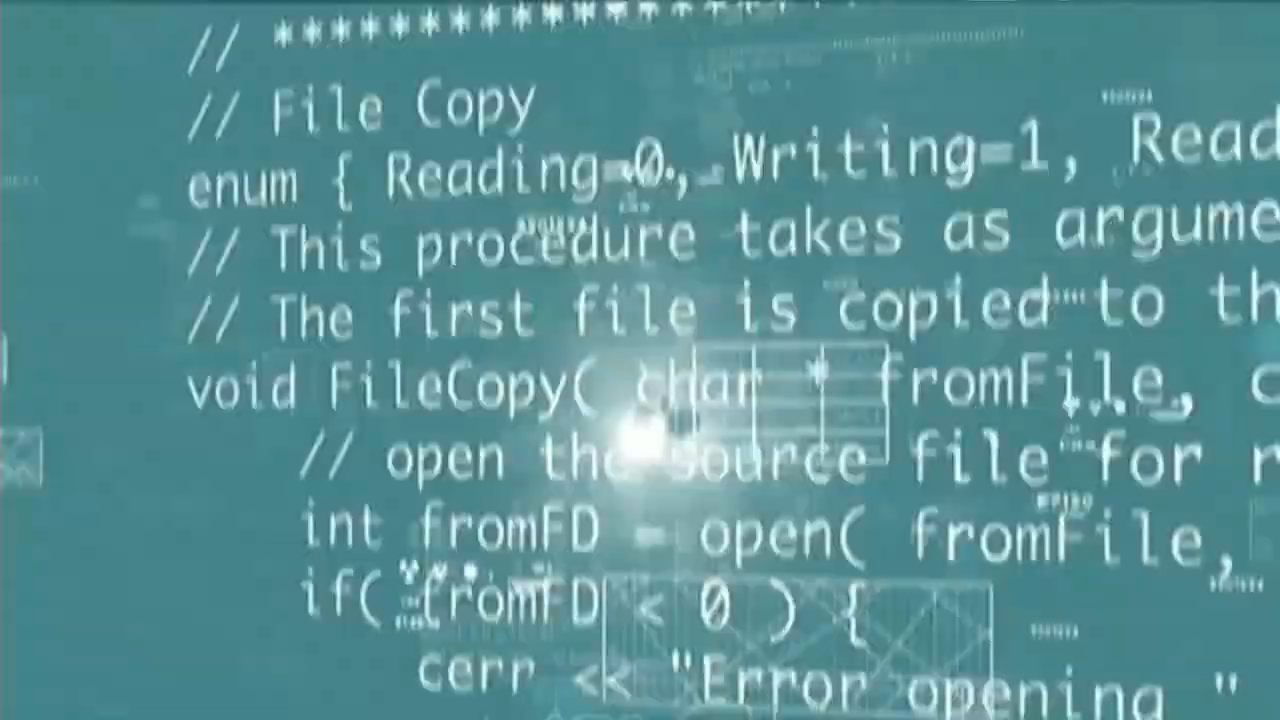 // ******************
// File Copy
enum { Reading=0, Writing=1, Read
// This procedure takes as argume
// The first file is copied to th
void FileCopy( char * fromFile, c
// open the source file for r
int fromFD = open( fromFile,
if( fromFD < 0 ) {
cerr << "Error opening "